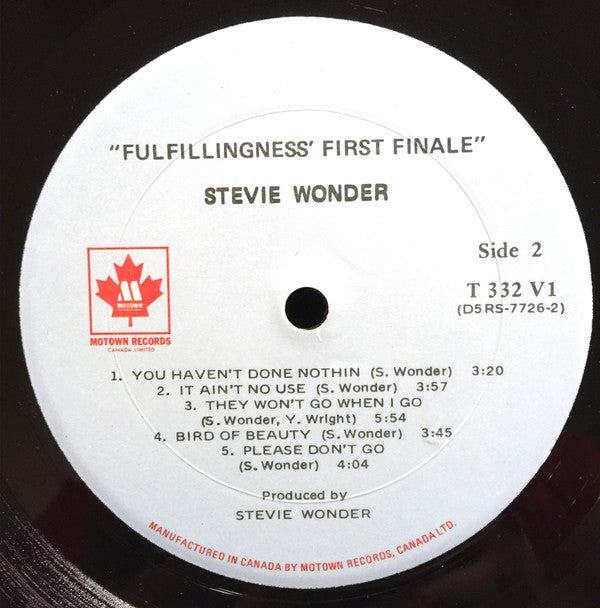 "FULFILLINGNESS' FIRST FINALE"
STEVIE WONDER
Side 2
T 332 V1
(D5RS-7726-2)
M
MOTOWN
MOTOWN RECORDS
CANADA LIMITED
1. YOU HAVEN'T DONE NOTHIN (S. Wonder) 3:20
2. IT AIN'T NO USE (S. Wonder) 3:57
3. THEY WON'T GO WHEN I GO
(S. Wonder, Y. Wright) 5:54
4. BIRD OF BEAUTY (S. Wonder) 3:45
5. PLEASE DON'T GO
(S. Wonder) 4:04
Produced by
STEVIE WONDER
MANUFACTURED IN CANADA BY MOTOWN RECORDS, CANADA LTD.